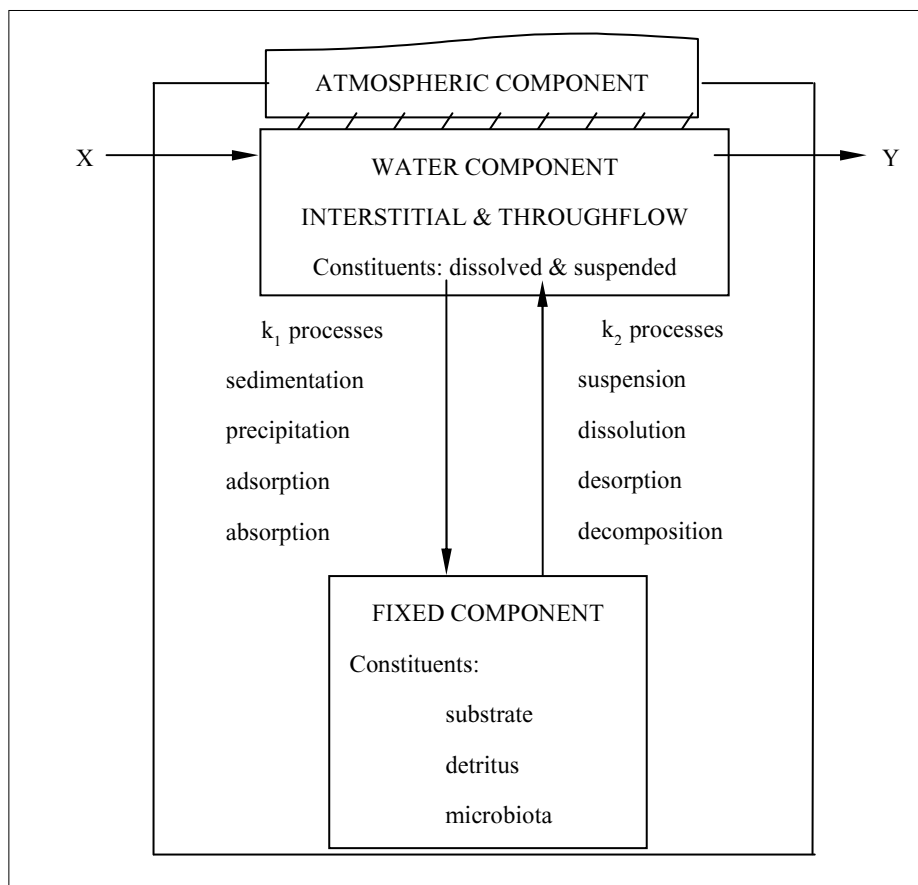 ATMOSPHERIC COMPONENT
X
Y
WATER COMPONENT
INTERSTITIAL & THROUGHFLOW
Constituents: dissolved & suspended
k₁ processes
sedimentation
precipitation
adsorption
absorption
k₂ processes
suspension
dissolution
desorption
decomposition
FIXED COMPONENT
Constituents:
substrate
detritus
microbiota